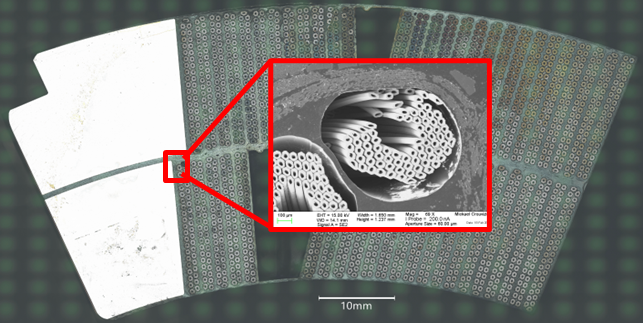 100 µm
EHT = 10.00 kV
WD = 14.1 mm
Signal A = SE2
Width = 1.650 mm
Height = 1.237 mm
Mag = 69 X
I Probe = 200.0 nA
Aperture Size = 60.00 µm
10mm